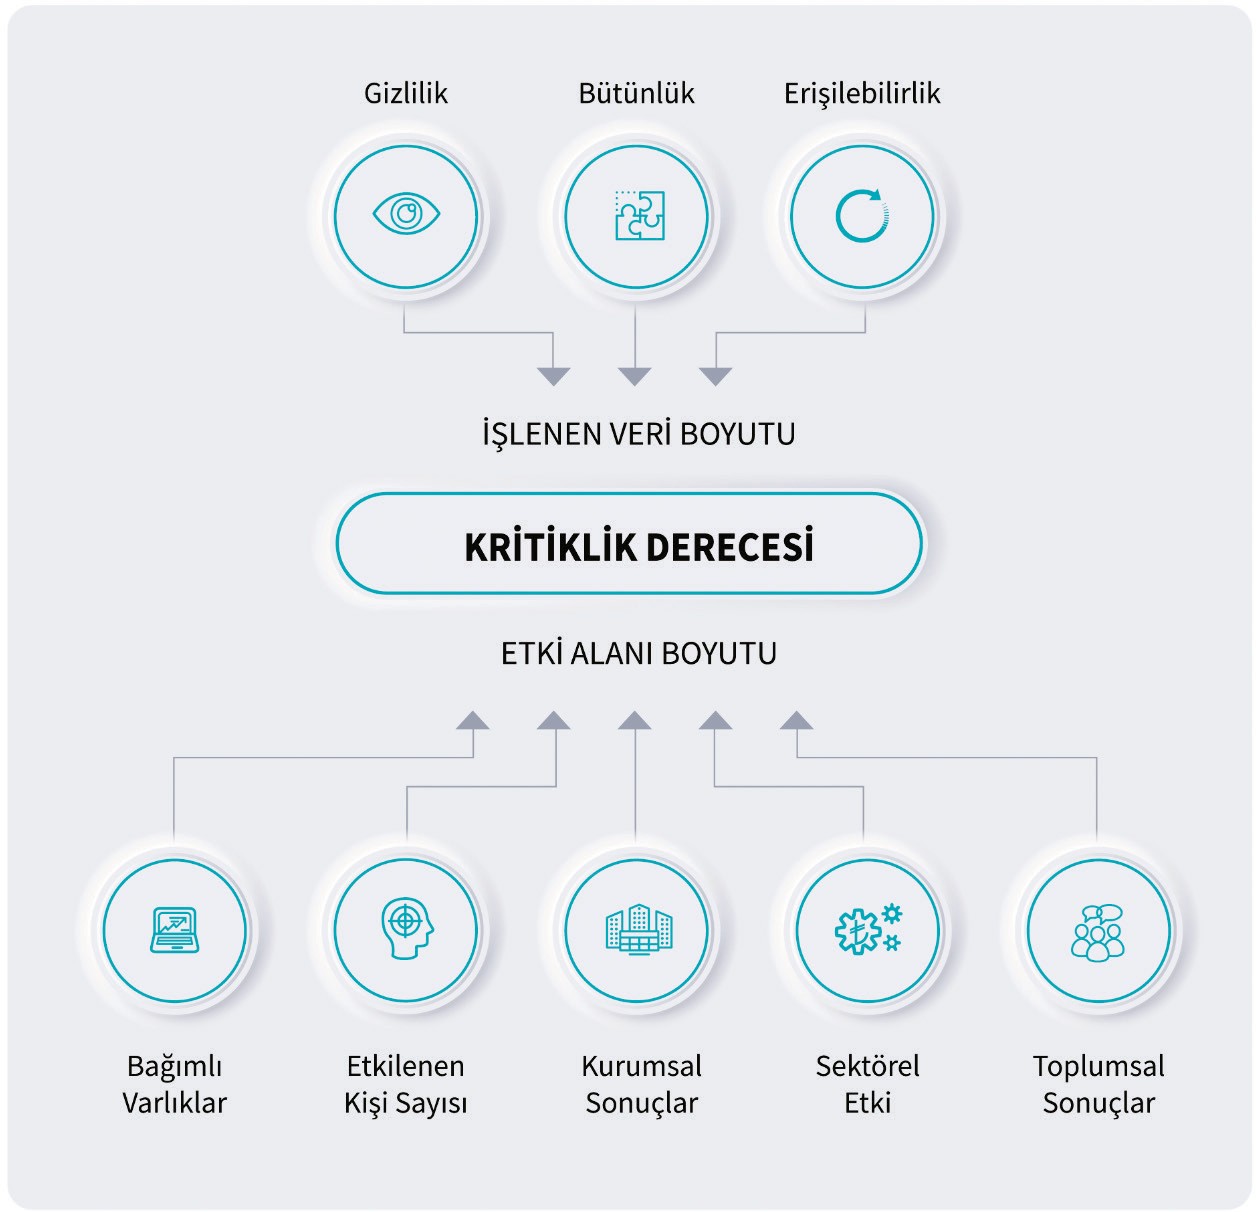 Gizlilik
Bütünlük
Erişilebilirlik
İŞLENEN VERİ BOYUTU
KRİTİKLİK DERECESİ
ETKİ ALANI BOYUTU
Bağımlı
Varlıklar
Etkilenen
Kişi Sayısı
Kurumsal
Sonuçlar
Sektörel
Etki
Toplumsal
Sonuçlar